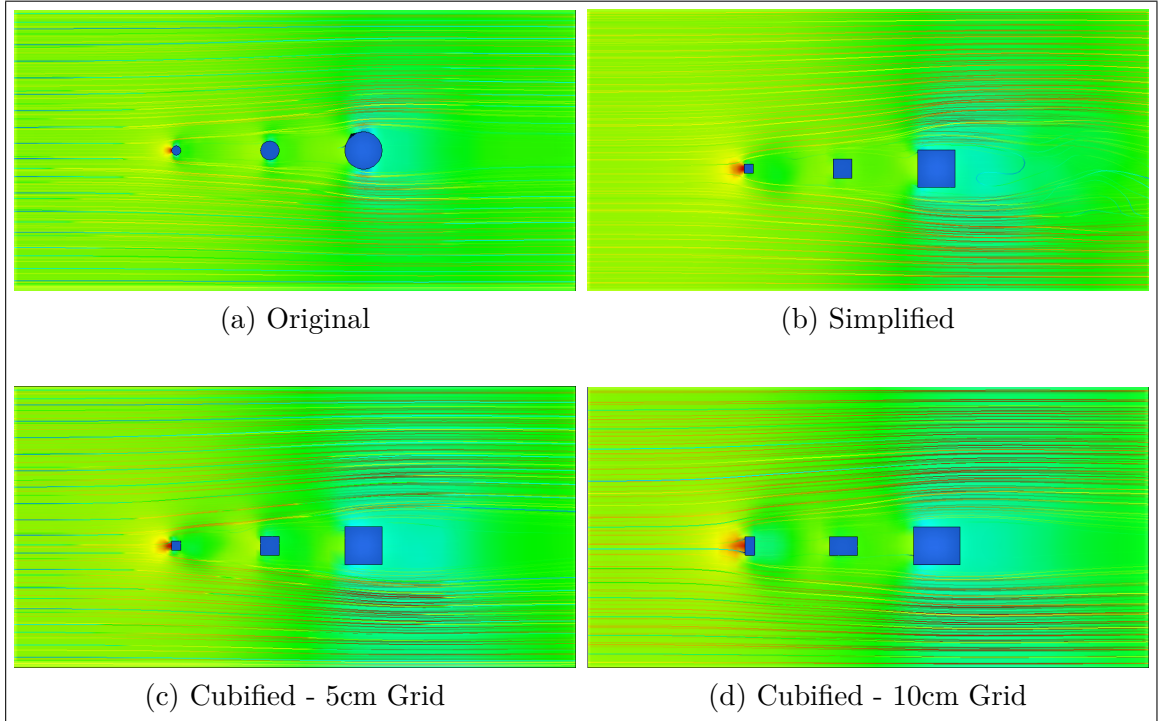 (a) Original
(b) Simplified
(c) Cubified - 5cm Grid
(d) Cubified - 10cm Grid